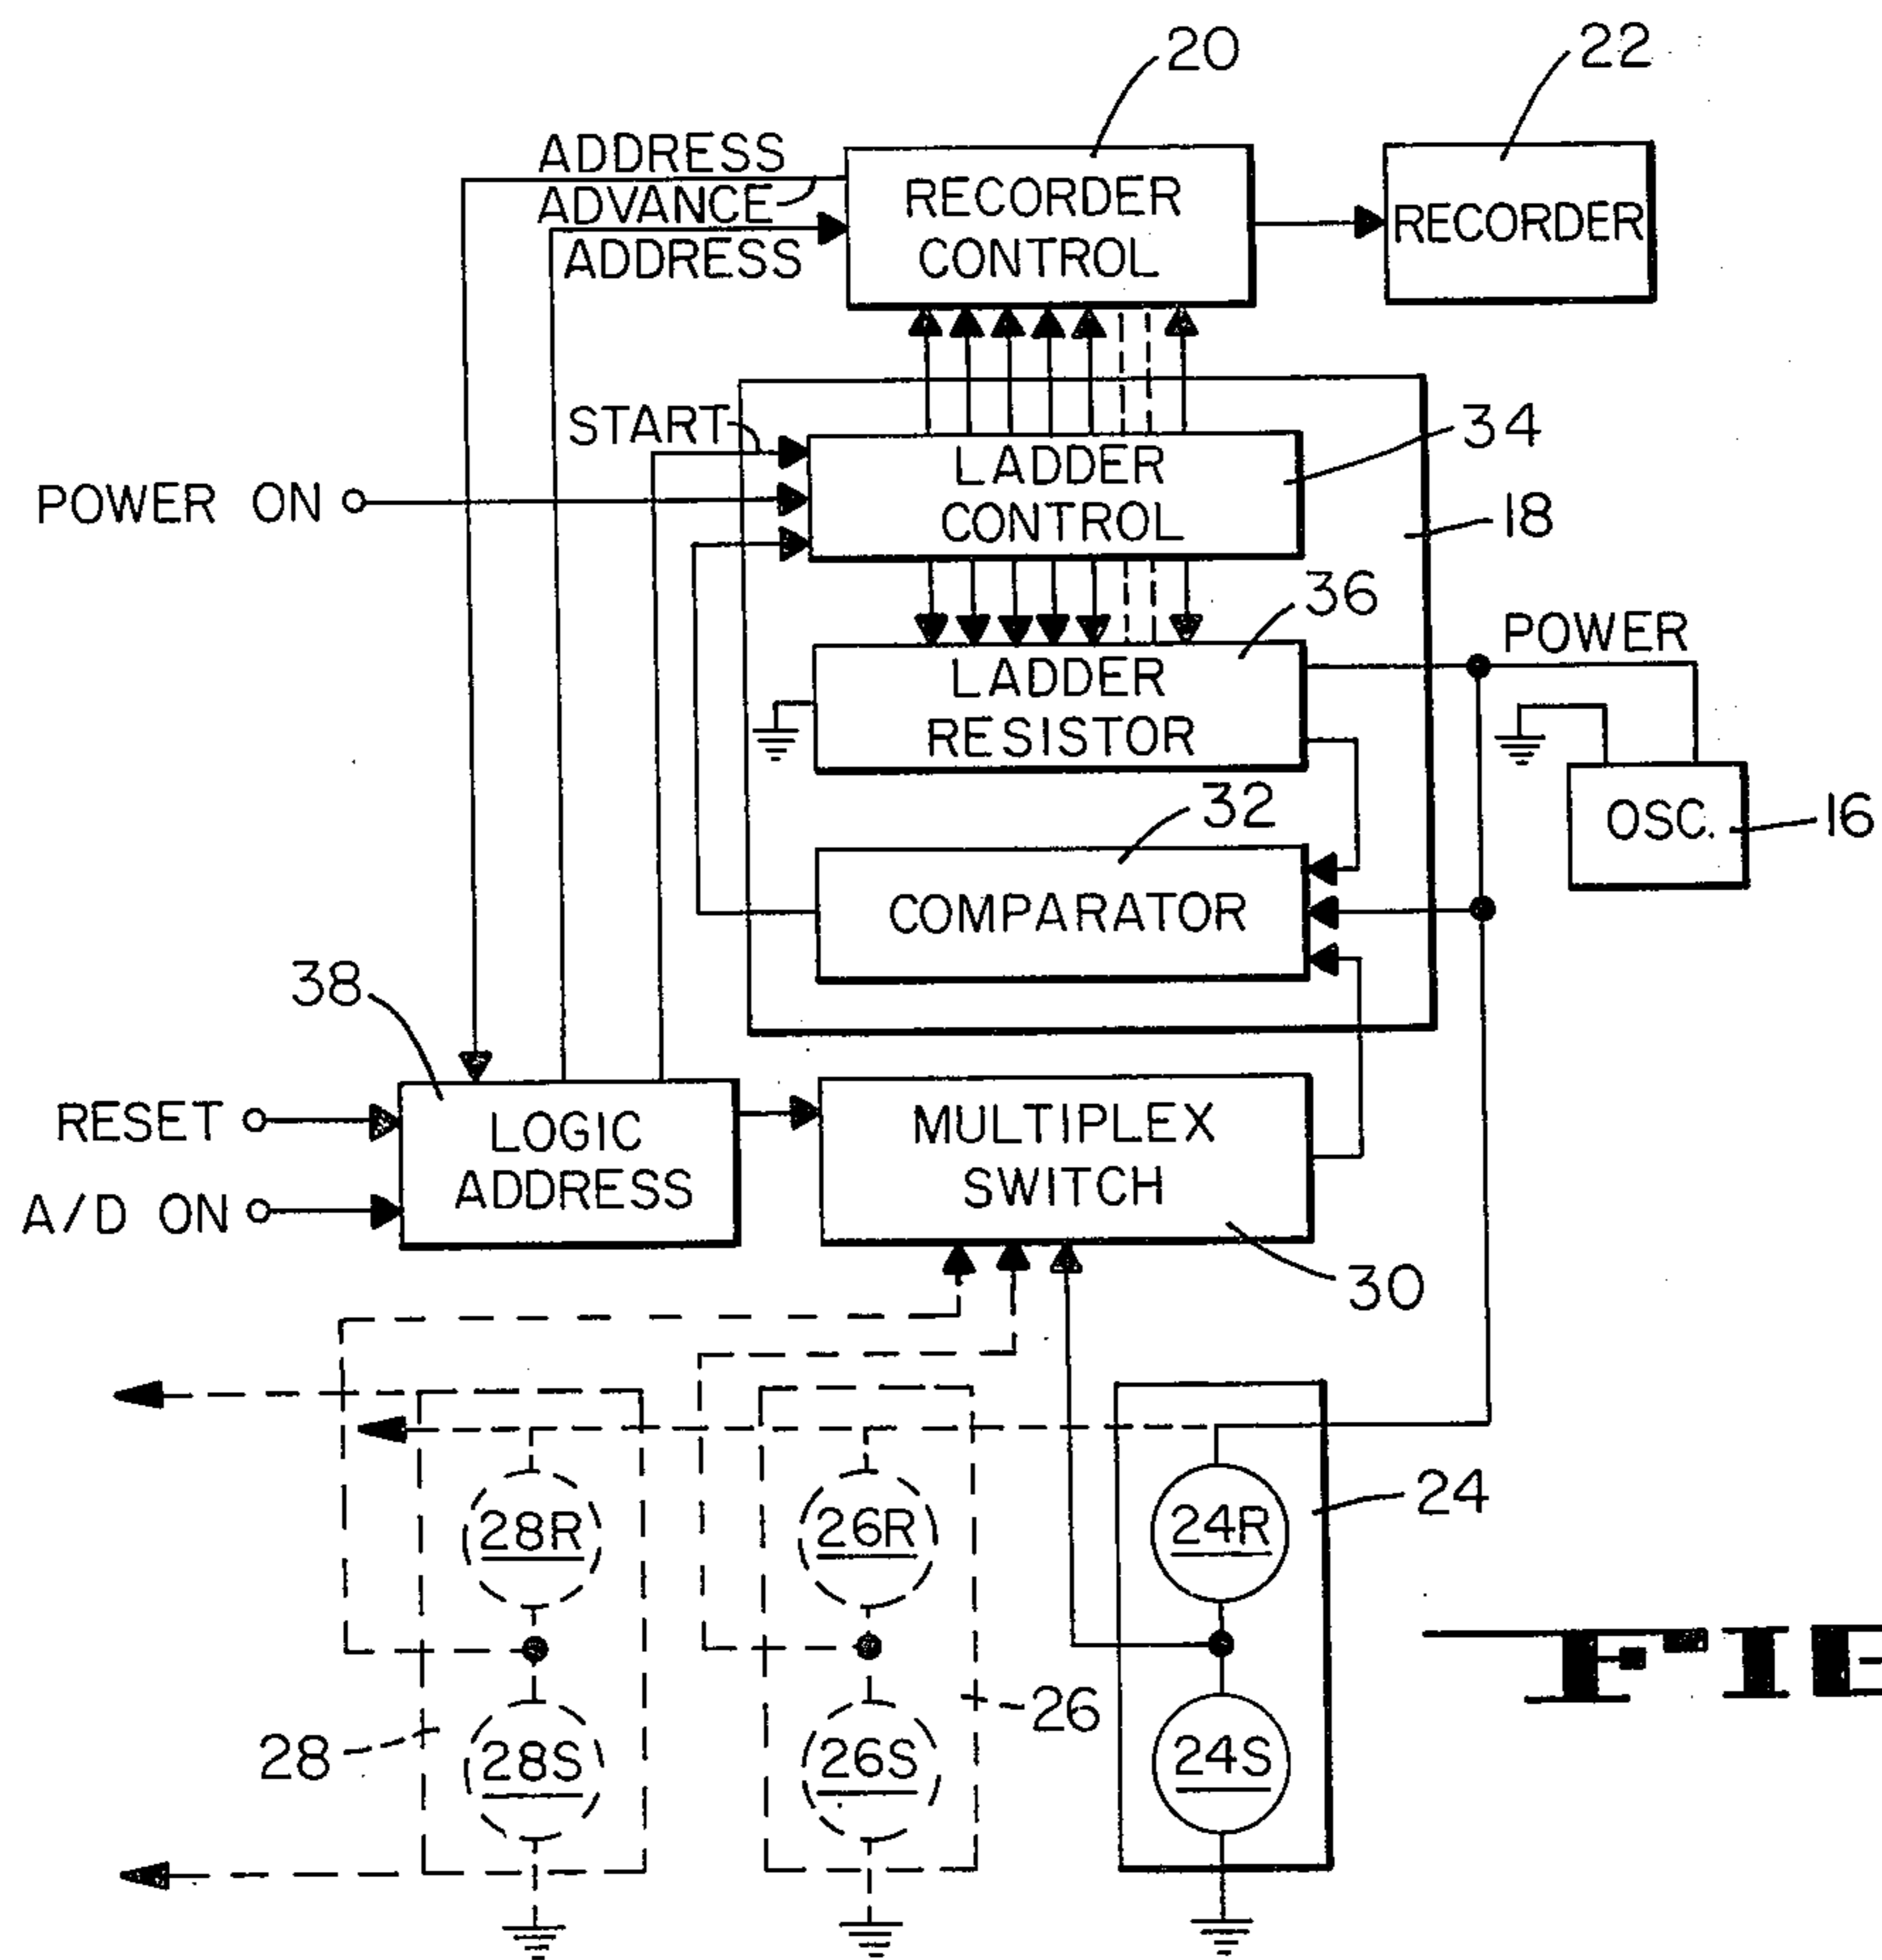 20
22
ADDRESS
ADVANCE
ADDRESS
RECORDER
CONTROL
RECORDER
START
LADDER
CONTROL
34
POWER ON
18
36
POWER
LADDER
RESISTOR
32
OSC.
16
COMPARATOR
38
RESET
LOGIC
ADDRESS
MULTIPLEX
SWITCH
A/D ON
30
28R
26R
24R
24
28
28S
26S
26
24S